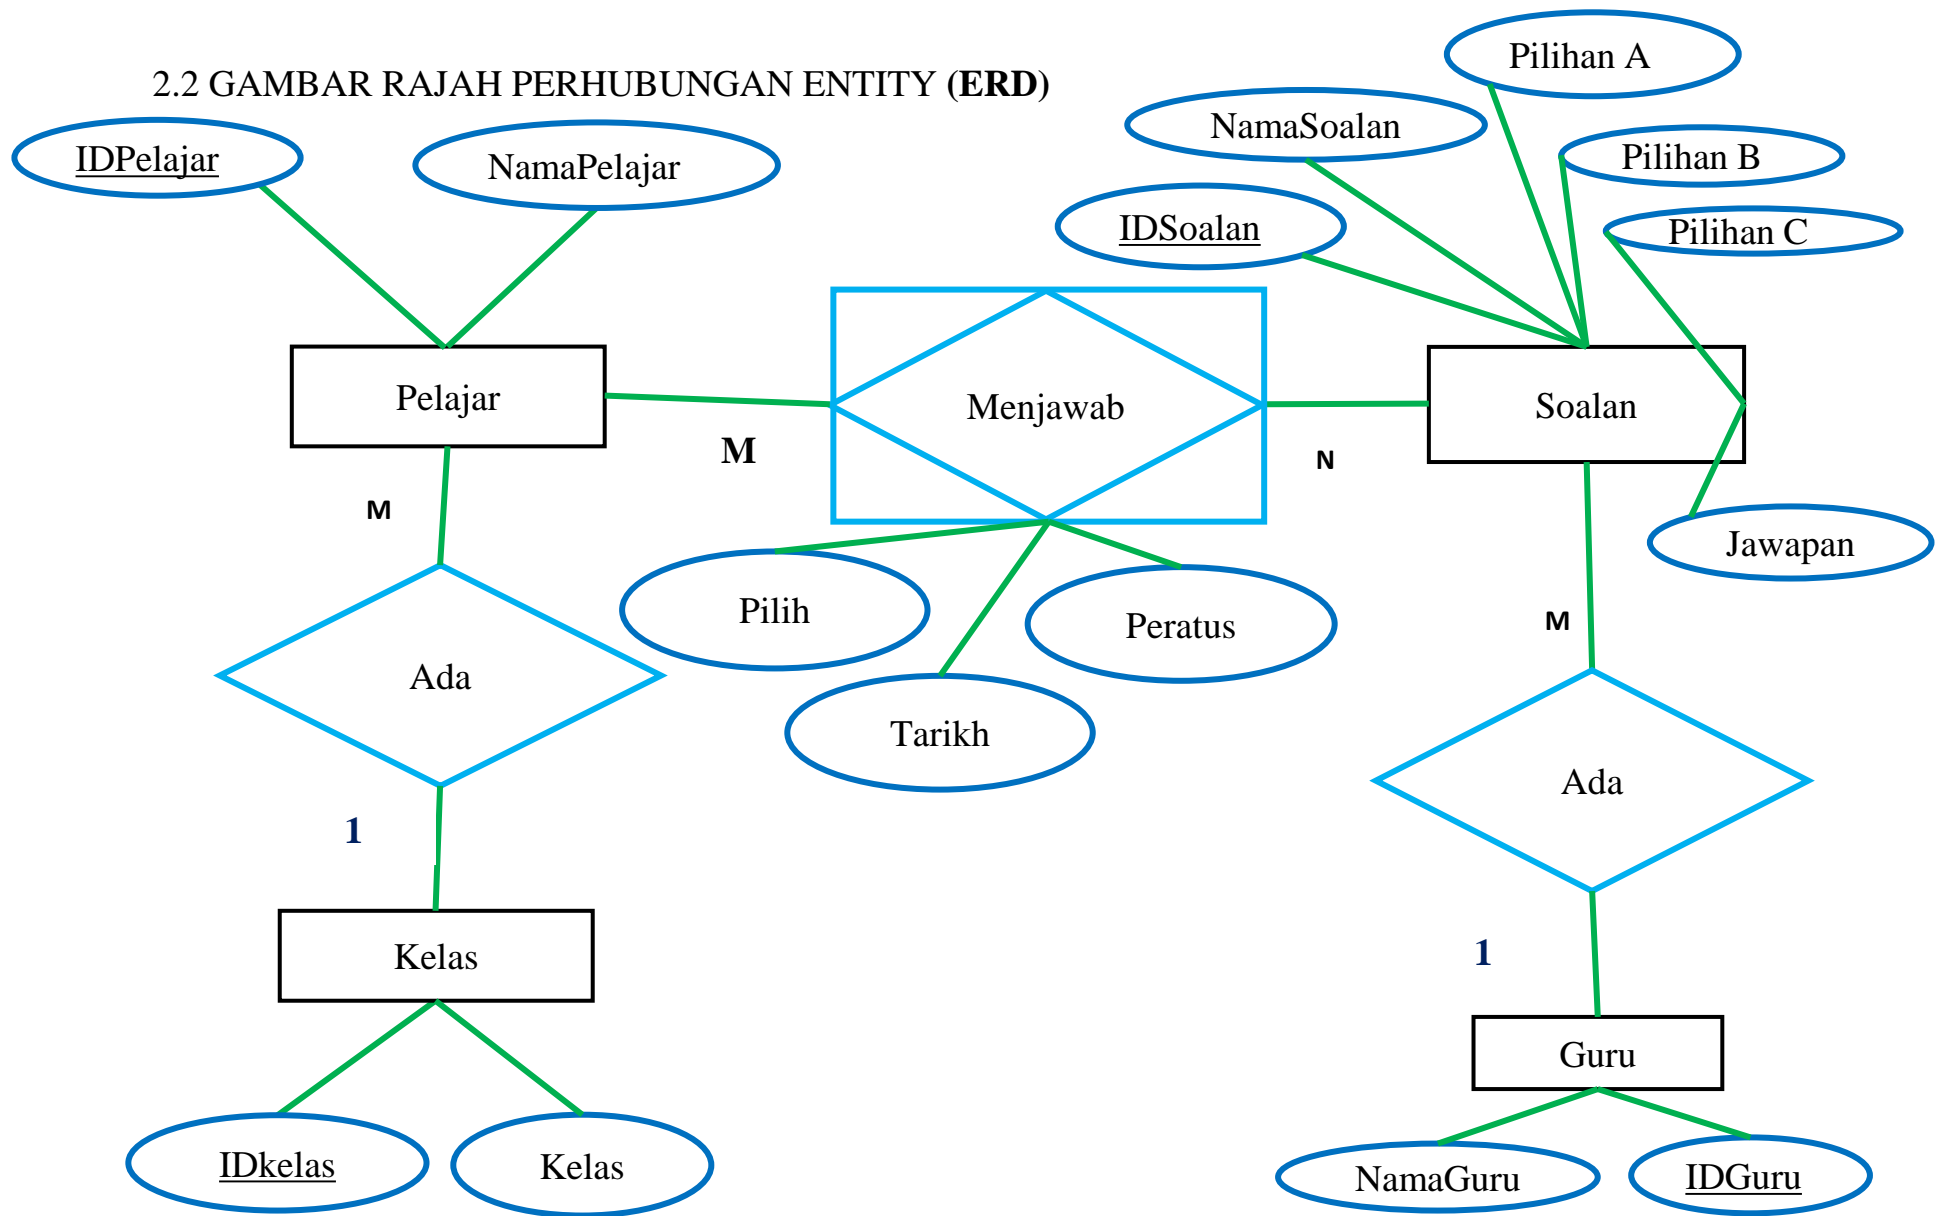 Pilihan A
2.2 GAMBAR RAJAH PERHUBUNGAN ENTITY (ERD)
NamaSoalan
IDPelajar
NamaPelajar
Pilihan B
IDSoalan
Pilihan C
Pelajar
Menjawab
Soalan
M
N
M
Jawapan
Pilih
Peratus
M
Ada
Tarikh
Ada
1
Kelas
1
Guru
IDkelas
Kelas
NamaGuru
IDGuru